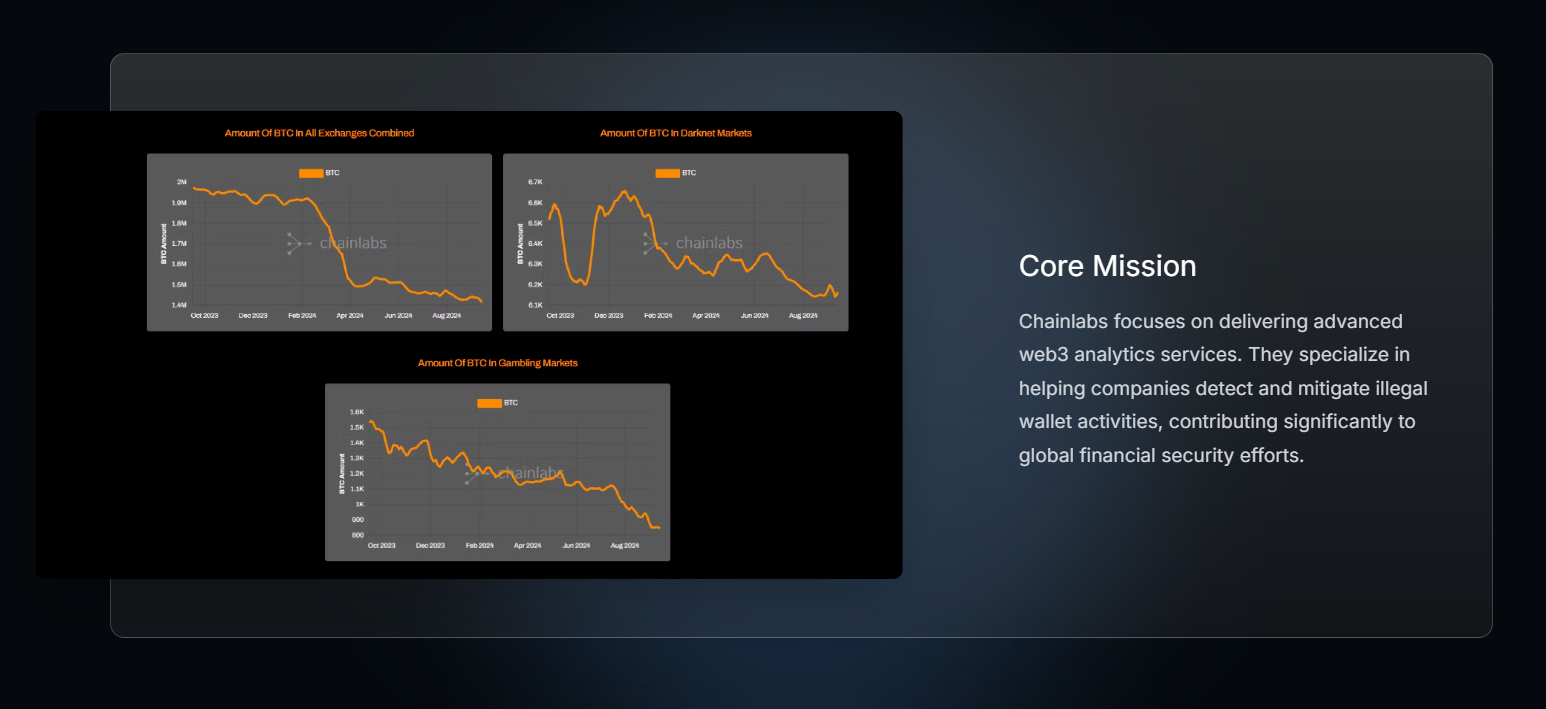 Amount Of BTC In All Exchanges Combined
BTC
2M
1.9M
1.8M
1.7M
1.6M
1.5M
1.4M
BTC Amount
chainlabs
Oct 2023 Dec 2023 Feb 2024 Apr 2024 Jun 2024 Aug 2024
Amount Of BTC In Darknet Markets
BTC
6.7K
6.6K
6.5K
6.4K
6.3K
6.2K
6.1K
BTC Amount
chainlabs
Oct 2023 Dec 2023 Feb 2024 Apr 2024 Jun 2024 Aug 2024
Amount Of BTC In Gambling Markets
BTC
1.6K
1.5K
1.4K
1.3K
1.2K
1.1K
1K
900
800
BTC Amount
chainlabs
Oct 2023 Dec 2023 Feb 2024 Apr 2024 Jun 2024 Aug 2024
Core Mission
Chainlabs focuses on delivering advanced
web3 analytics services. They specialize in
helping companies detect and mitigate illegal
wallet activities, contributing significantly to
global financial security efforts.